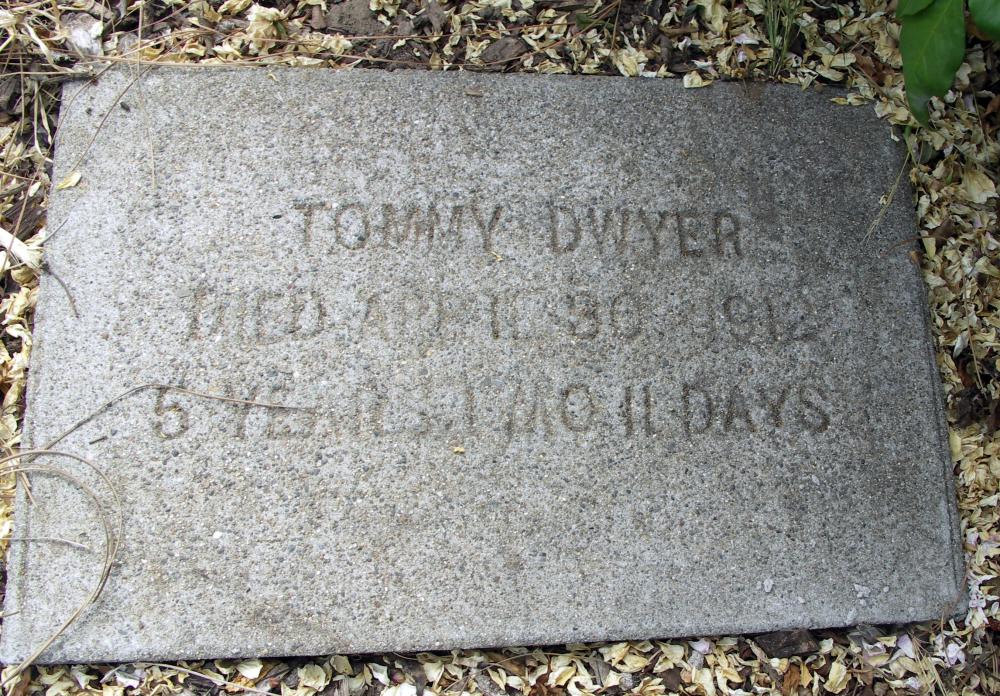 TOMMY DWYER
DIED APRIL 30 1912
5 YEARS 1 MO 11 DAYS